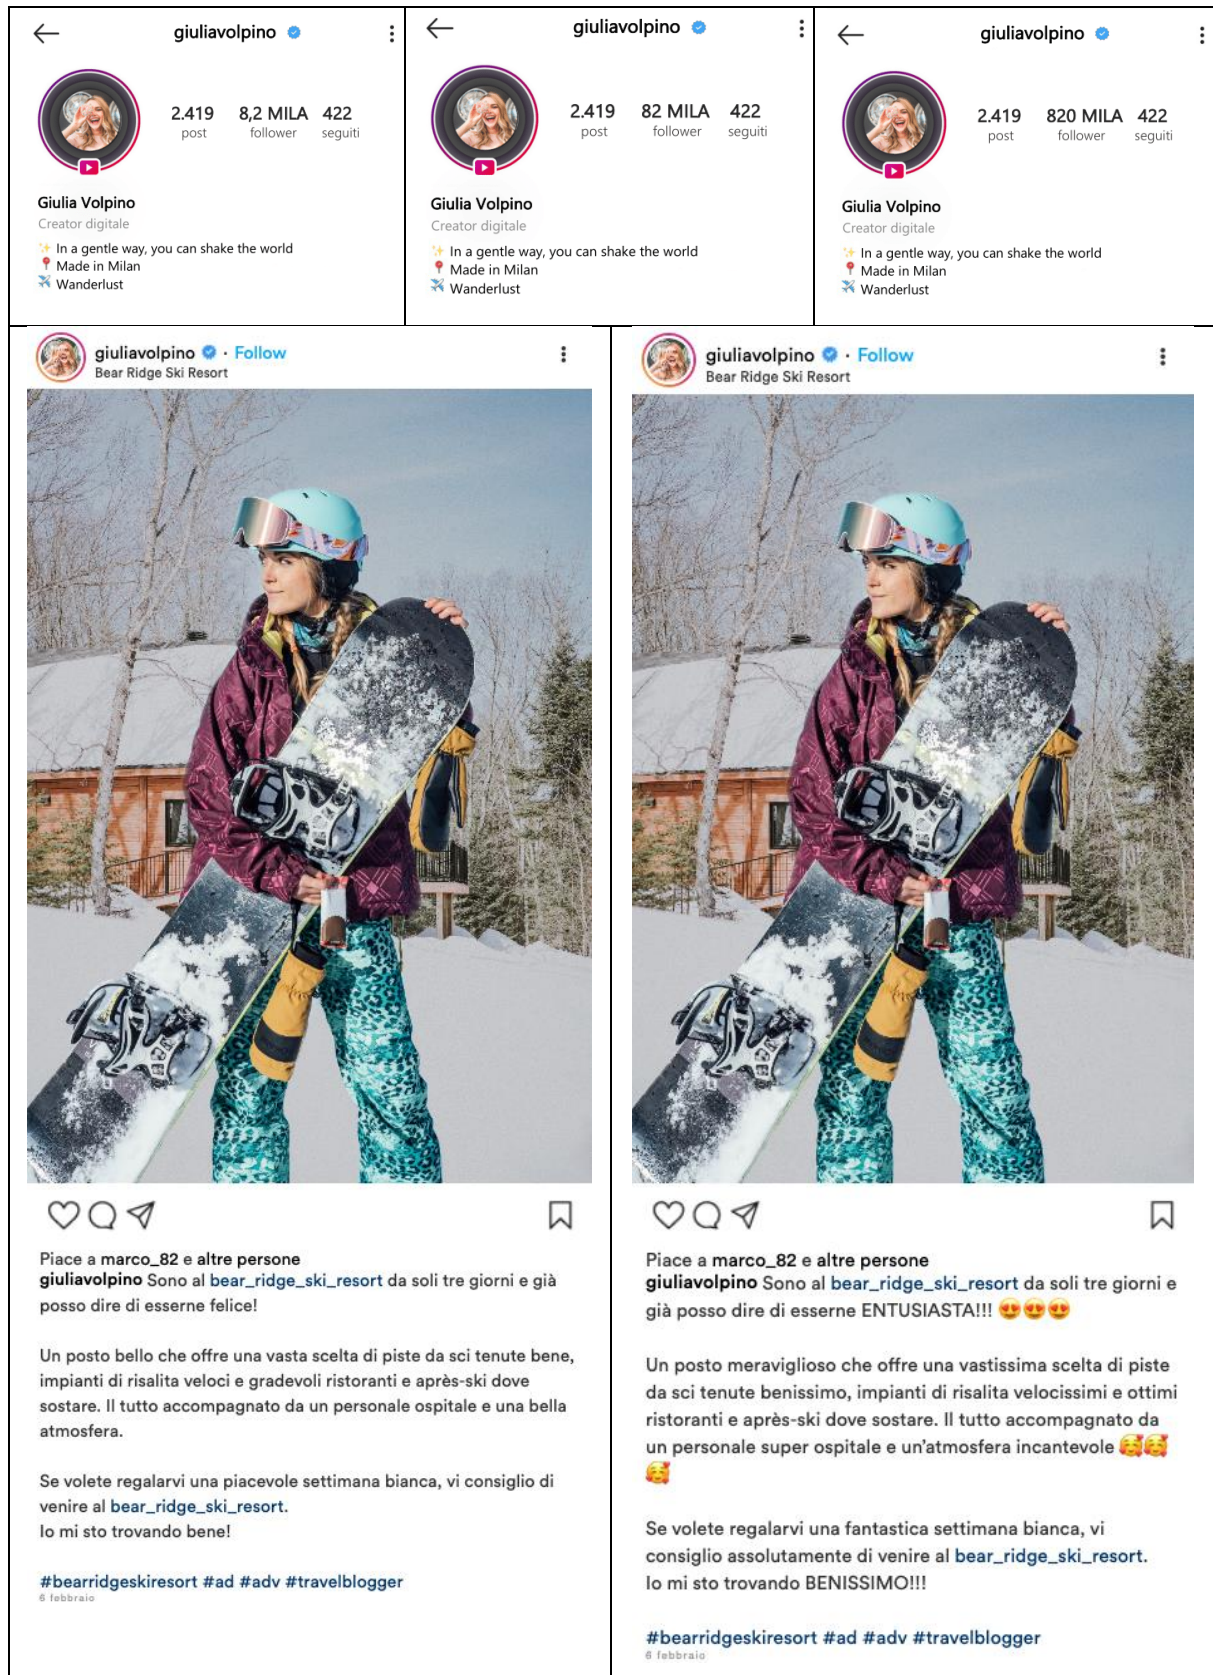 giuliavolpino
2.419 8,2 MILA 422
post follower seguiti
Giulia Volpino
Creator digitale
✨ In a gentle way, you can shake the world
📍 Made in Milan
✈️ Wanderlust
giuliavolpino
2.419 82 MILA 422
post follower seguiti
Giulia Volpino
Creator digitale
✨ In a gentle way, you can shake the world
📍 Made in Milan
✈️ Wanderlust
giuliavolpino
2.419 820 MILA 422
post follower seguiti
Giulia Volpino
Creator digitale
✨ In a gentle way, you can shake the world
📍 Made in Milan
✈️ Wanderlust
giuliavolpino · Follow
Bear Ridge Ski Resort
Piace a marco_82 e altre persone
giuliavolpino Sono al bear_ridge_ski_resort da soli tre giorni e già
posso dire di esserne felice!
Un posto bello che offre una vasta scelta di piste da sci tenute bene,
impianti di risalita veloci e gradevoli ristoranti e après-ski dove
sostare. Il tutto accompagnato da un personale ospitale e una bella
atmosfera.
Se volete regalarvi una piacevole settimana bianca, vi consiglio di
venire al bear_ridge_ski_resort.
Io mi sto trovando bene!
#bearridgeskiresort #ad #adv #travelblogger
6 febbraio
giuliavolpino · Follow
Bear Ridge Ski Resort
Piace a marco_82 e altre persone
giuliavolpino Sono al bear_ridge_ski_resort da soli tre giorni e
già posso dire di esserne ENTUSIASTA!!! 😍😍😍
Un posto meraviglioso che offre una vastissima scelta di piste
da sci tenute benissimo, impianti di risalita velocissimi e ottimi
ristoranti e après-ski dove sostare. Il tutto accompagnato da
un personale super ospitale e un'atmosfera incantevole 🥰🥰
🥰
Se volete regalarvi una fantastica settimana bianca, vi
consiglio assolutamente di venire al bear_ridge_ski_resort.
Io mi sto trovando BENISSIMO!!!
#bearridgeskiresort #ad #adv #travelblogger
6 febbraio